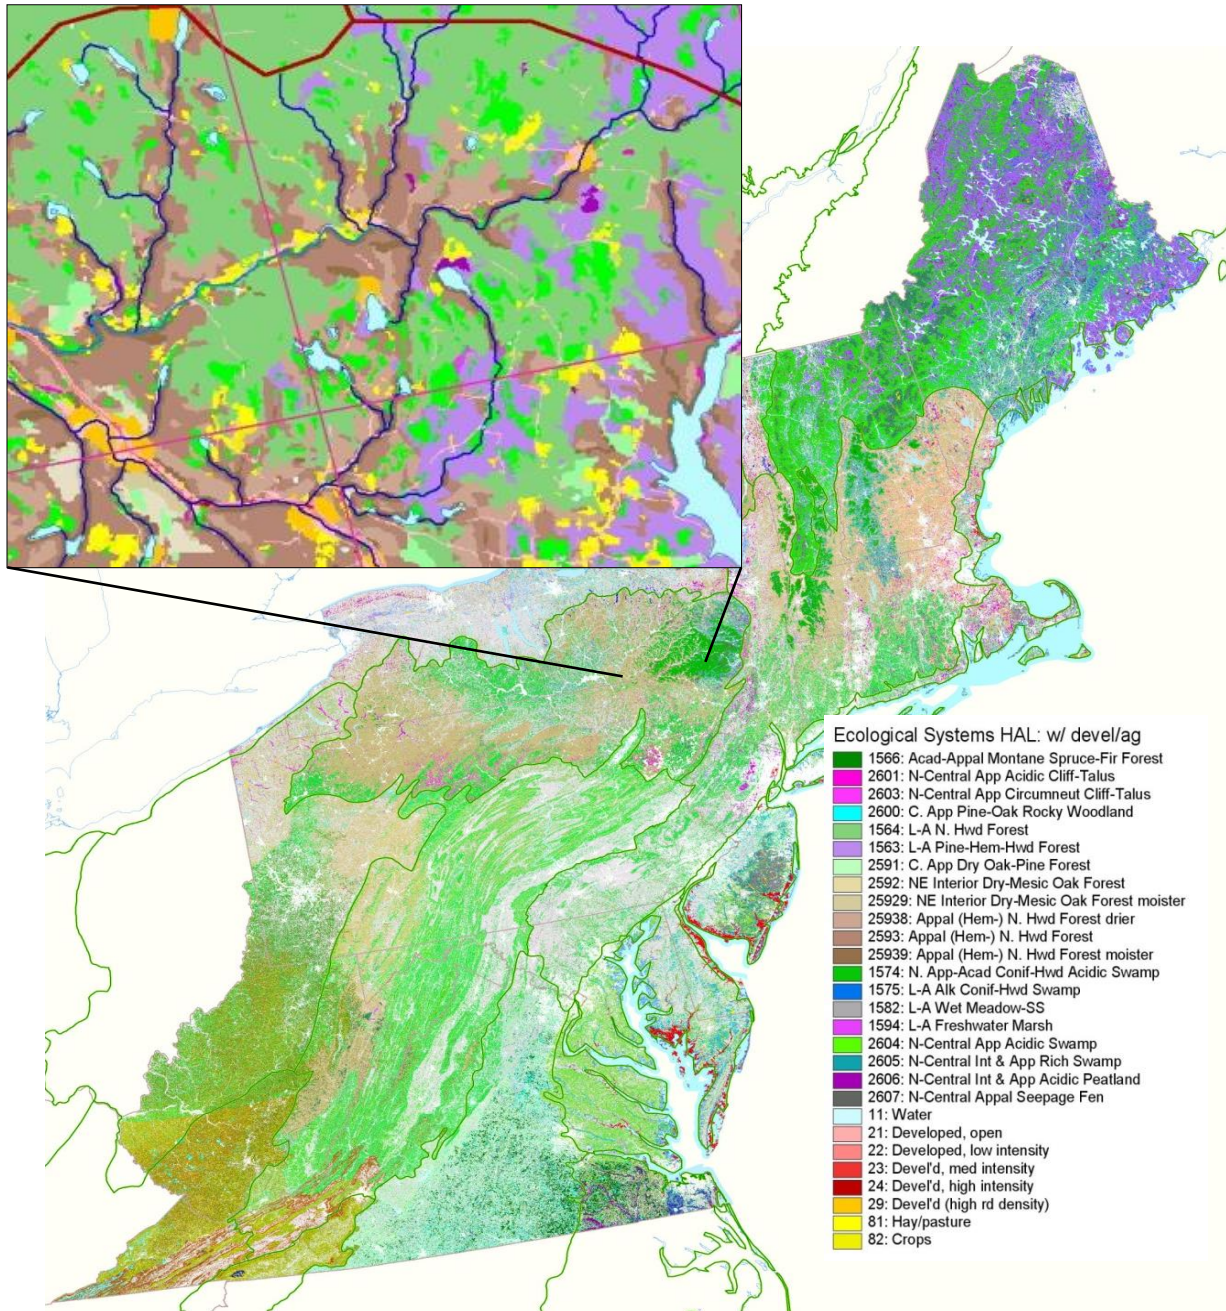 Ecological Systems HAL: w/ devel/ag
1566: Acad-Appal Montane Spruce-Fir Forest
2601: N-Central App Acidic Cliff-Talus
2603: N-Central App Circumneut Cliff-Talus
2600: C. App Pine-Oak Rocky Woodland
1564: L-A N. Hwd Forest
1563: L-A Pine-Hem-Hwd Forest
2591: C. App Dry Oak-Pine Forest
2592: NE Interior Dry-Mesic Oak Forest
25929: NE Interior Dry-Mesic Oak Forest moister
25938: Appal (Hem-) N. Hwd Forest drier
2593: Appal (Hem-) N. Hwd Forest
25939: Appal (Hem-) N. Hwd Forest moister
1574: N. App-Acad Conif-Hwd Acidic Swamp
1575: L-A Alk Conif-Hwd Swamp
1582: L-A Wet Meadow-SS
1594: L-A Freshwater Marsh
2604: N-Central App Acidic Swamp
2605: N-Central Int & App Rich Swamp
2606: N-Central Int & App Acidic Peatland
2607: N-Central Appal Seepage Fen
11: Water
21: Developed, open
22: Developed, low intensity
23: Devel'd, med intensity
24: Devel'd, high intensity
29: Devel'd (high rd density)
81: Hay/pasture
82: Crops